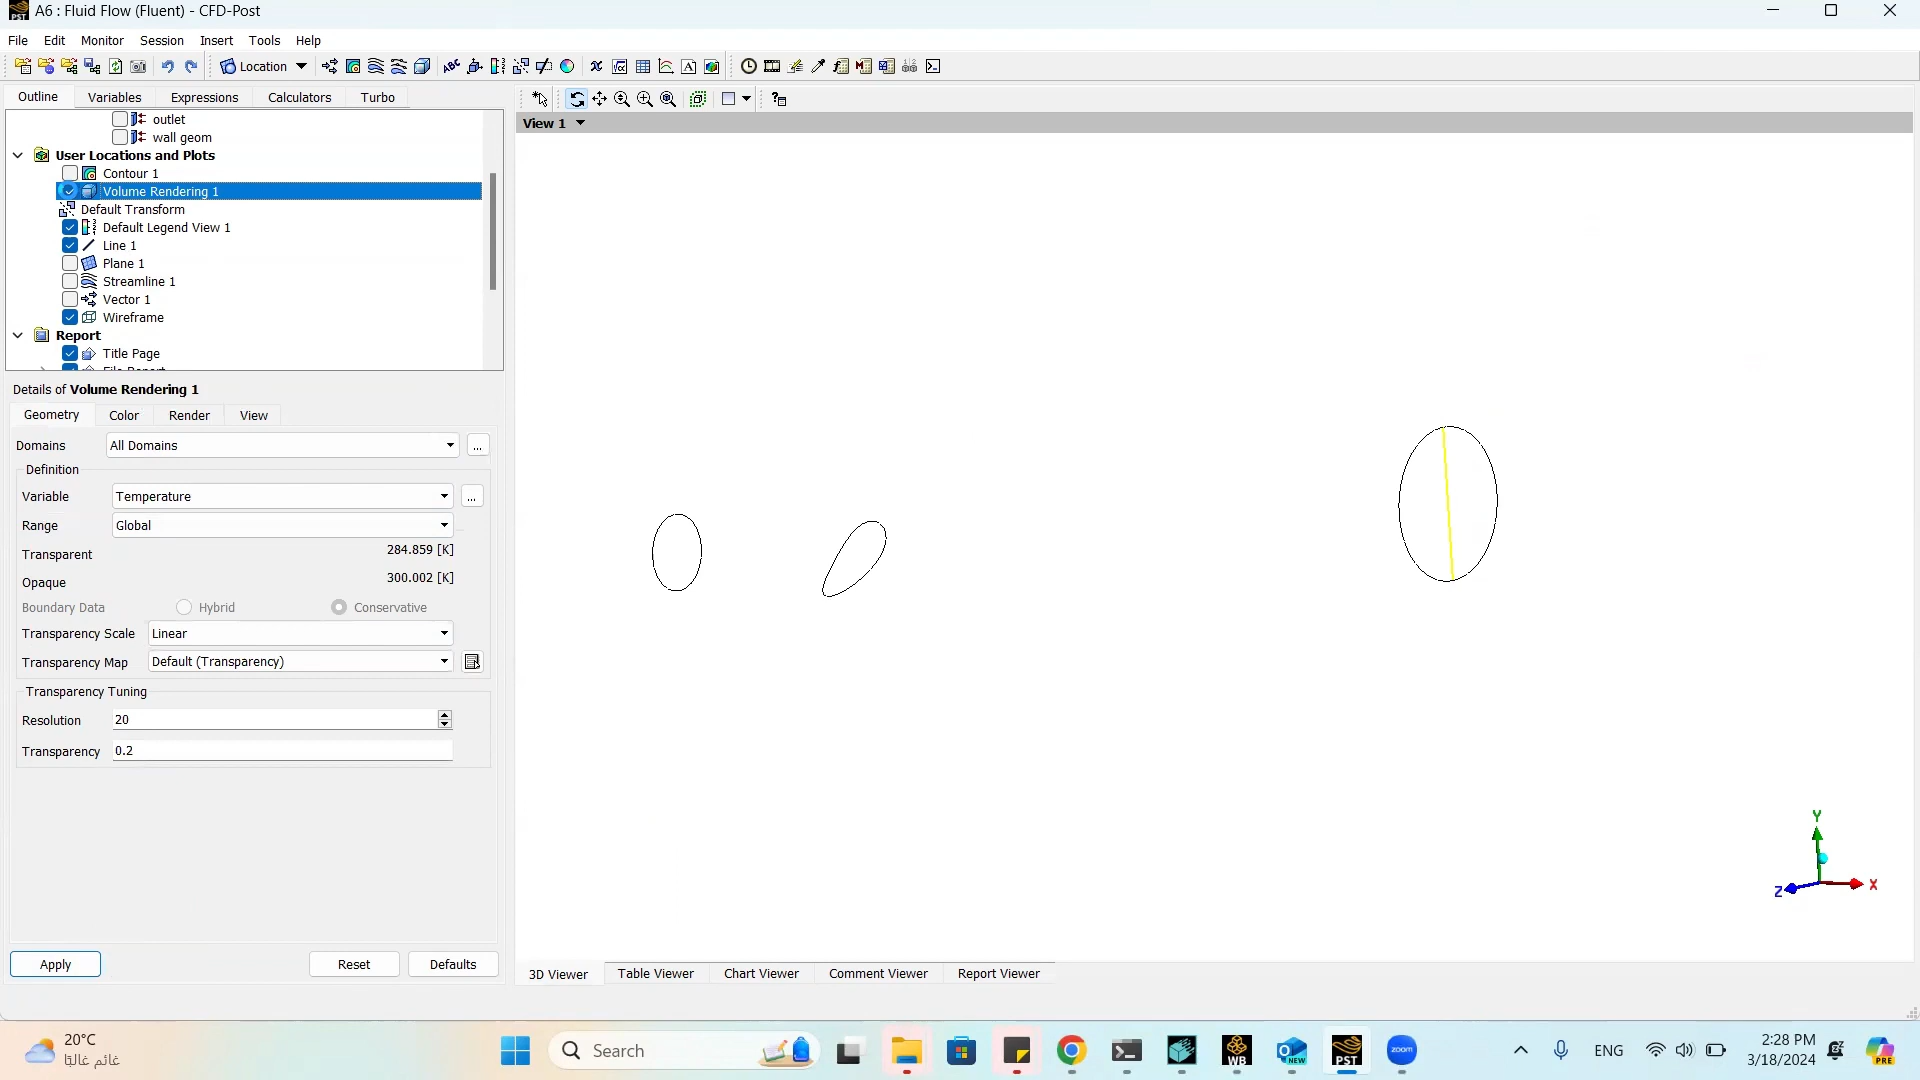 A6 : Fluid Flow (Fluent) - CFD-Post
File Edit Monitor Session Insert Tools Help
Location
Outline Variables Expressions Calculators Turbo
View 1
outlet
wall geom
User Locations and Plots
Contour 1
Volume Rendering 1
Default Transform
Default Legend View 1
Line 1
Plane 1
Streamline 1
Vector 1
Wireframe
Report
Title Page
Details of Volume Rendering 1
Geometry Color Render View
Domains All Domains ...
Definition
Variable Temperature ...
Range Global
Transparent 284.859 [K]
Opaque 300.002 [K]
Boundary Data Hybrid Conservative
Transparency Scale Linear
Transparency Map Default (Transparency)
Transparency Tuning
Resolution 20
Transparency 0.2
Apply Reset Defaults
Y
Z X
3D Viewer Table Viewer Chart Viewer Comment Viewer Report Viewer
20°C
غائم غالبًا
Search
PST
WB
NEW
zoom
ENG
2:28 PM
3/18/2024
PRE